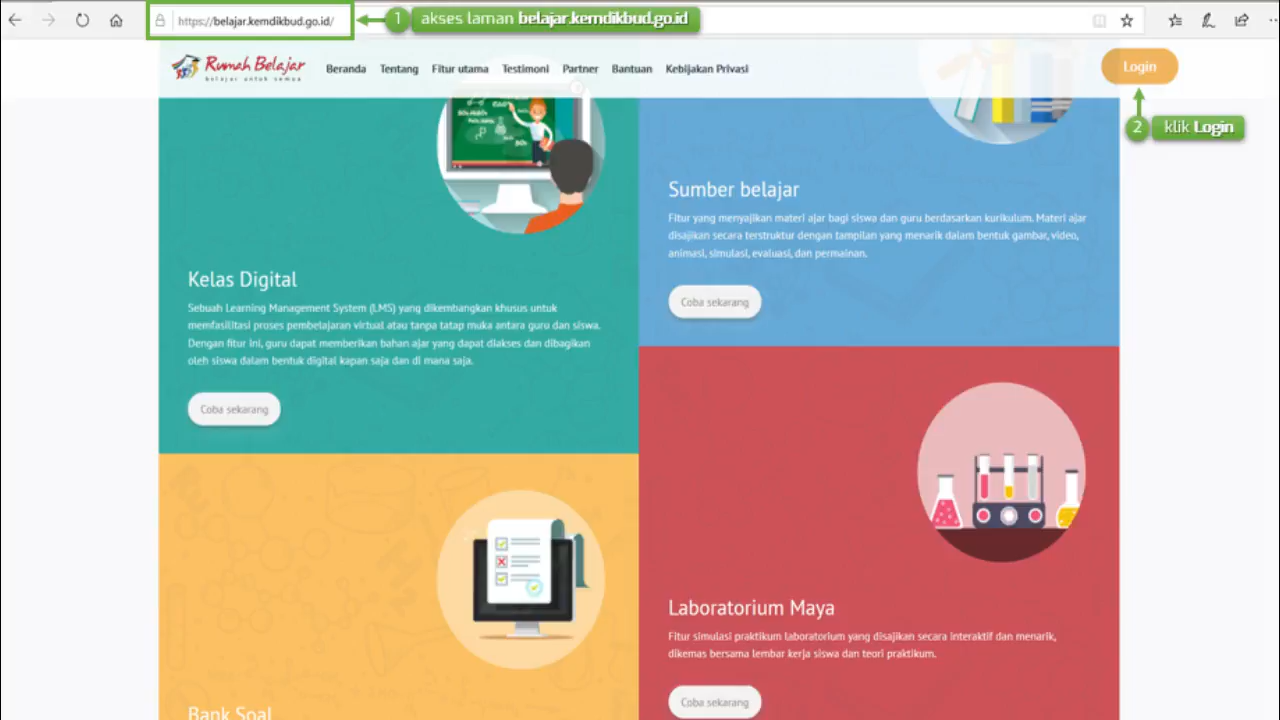 https://belajar.kemdikbud.go.id/
1 akses laman belajar.kemdikbud.go.id
Rumah Belajar
belajar untuk semua
Beranda Tentang Fitur utama Testimoni Partner Bantuan Kebijakan Privasi
Login
2 klik Login
Sumber belajar
Fitur yang menyajikan materi ajar bagi siswa dan guru berdasarkan kurikulum. Materi ajar
disajikan secara terstruktur dengan tampilan yang menarik dalam bentuk gambar, video,
animasi, simulasi, evaluasi, dan permainan.
Coba sekarang
Kelas Digital
Sebuah Learning Management System (LMS) yang dikembangkan khusus untuk
memfasilitasi proses pembelajaran virtual atau tanpa tatap muka antara guru dan siswa.
Dengan fitur ini, guru dapat memberikan bahan ajar yang dapat diakses dan dibagikan
oleh siswa dalam bentuk digital kapan saja dan di mana saja.
Coba sekarang
Laboratorium Maya
Fitur simulasi praktikum laboratorium yang disajikan secara interaktif dan menarik,
dikemas bersama lembar kerja siswa dan teori praktikum.
Coba sekarang
Bank Soal